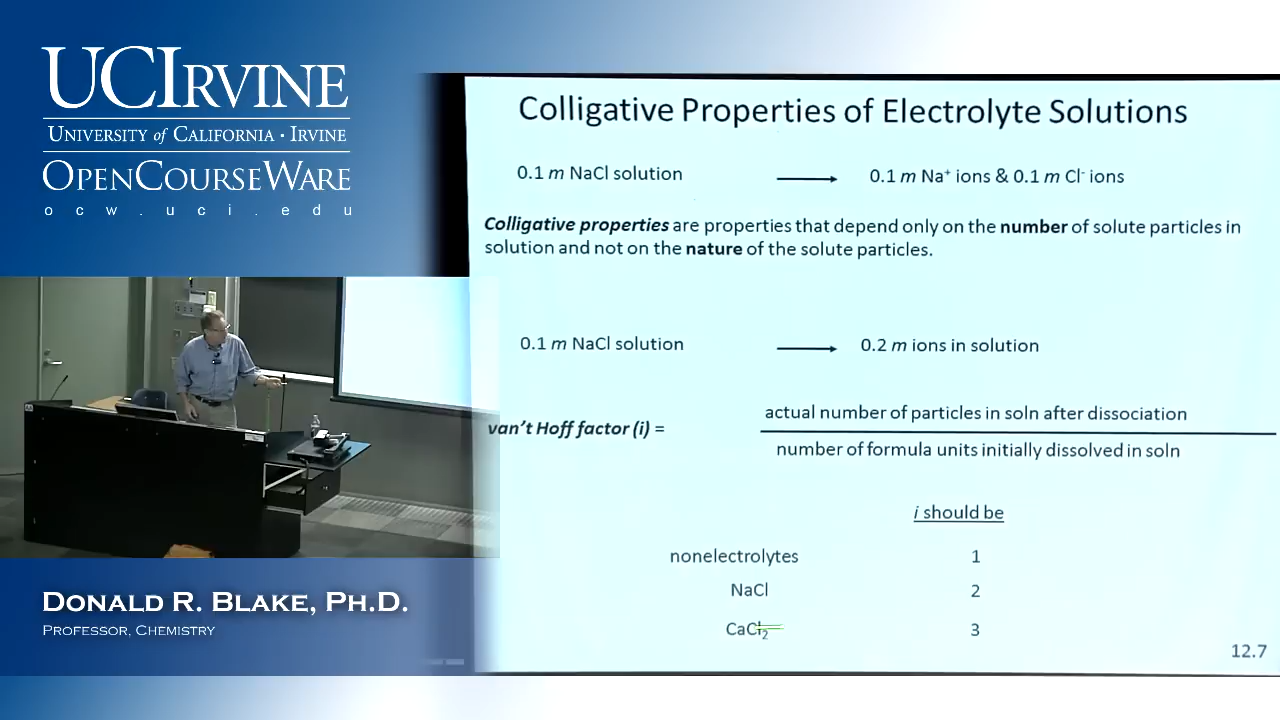 UCIRVINE
UNIVERSITY of CALIFORNIA · IRVINE
OPENCOURSEWARE
ocw.uci.edu
Colligative Properties of Electrolyte Solutions
0.1 m NaCl solution 0.1 m Na⁺ ions & 0.1 m Cl⁻ ions
Colligative properties are properties that depend only on the number of solute particles in
solution and not on the nature of the solute particles.
0.1 m NaCl solution 0.2 m ions in solution
van't Hoff factor (i) =
actual number of particles in soln after dissociation
number of formula units initially dissolved in soln
i should be
nonelectrolytes 1
NaCl 2
CaCl₂ 3
12.7
DONALD R. BLAKE, PH.D.
PROFESSOR, CHEMISTRY